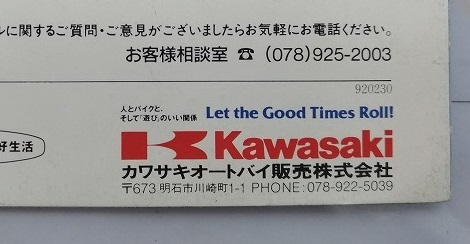 ルに関するご質問・ご意見がございましたらお気軽にお電話ください。
お客様相談室 ☎ (078)925-2003
920230
人とバイクと、
そして「遊び」のいい関係
Let the Good Times Roll!
好生活
Kawasaki
カワサキオートバイ販売株式会社
〒673 明石市川崎町1-1 PHONE:078-922-5039